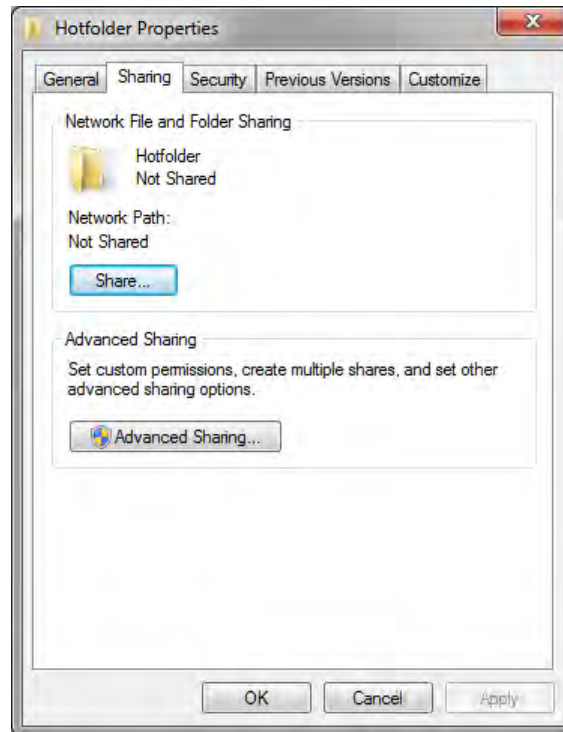 Hotfolder Properties
General Sharing Security Previous Versions Customize
Network File and Folder Sharing
Hotfolder
Not Shared
Network Path:
Not Shared
Share...
Advanced Sharing
Set custom permissions, create multiple shares, and set other
advanced sharing options.
Advanced Sharing...
OK Cancel Apply